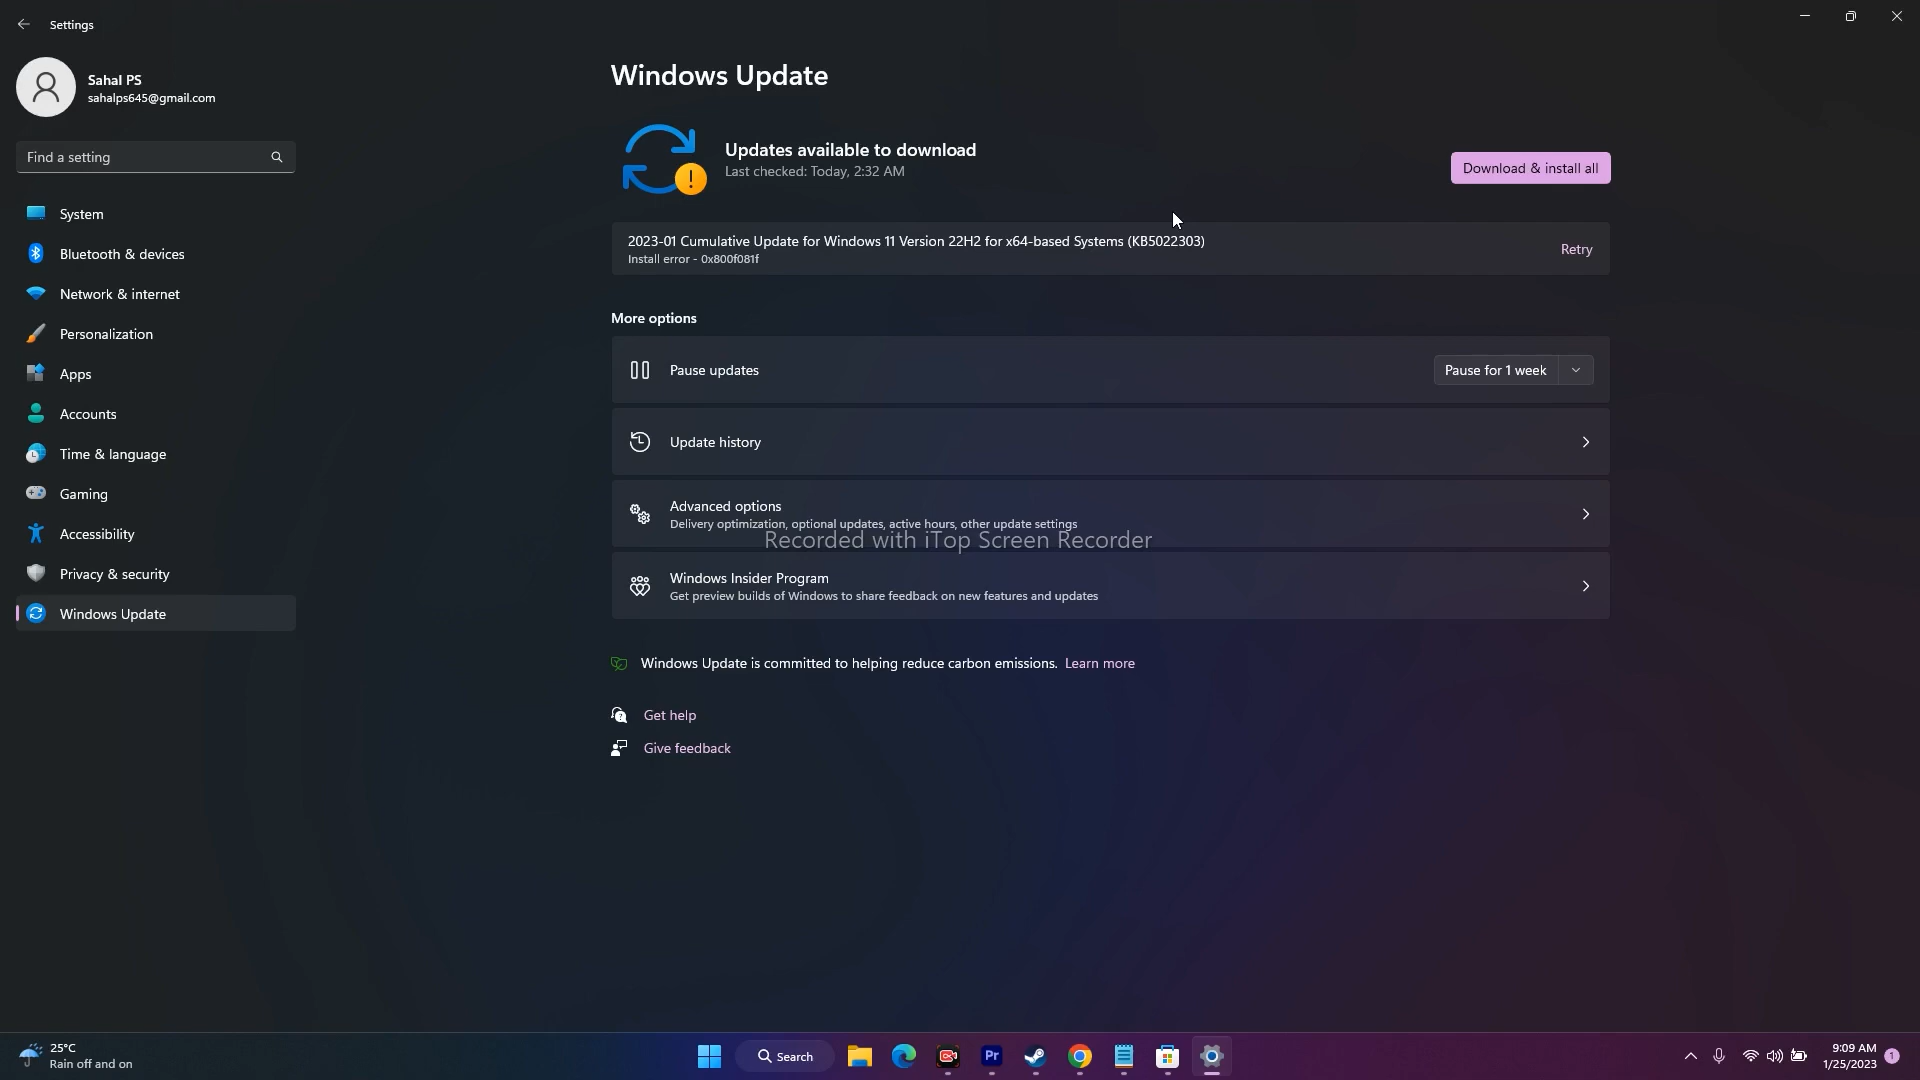 Settings
Sahal PS
sahalps645@gmail.com
Find a setting
System
Bluetooth & devices
Network & internet
Personalization
Apps
Accounts
Time & language
Gaming
Accessibility
Privacy & security
Windows Update
Windows Update
Updates available to download
Last checked: Today, 2:32 AM
Download & install all
2023-01 Cumulative Update for Windows 11 Version 22H2 for x64-based Systems (KB5022303)
Install error - 0x800f081f
Retry
More options
Pause updates
Pause for 1 week
Update history
Advanced options
Delivery optimization, optional updates, active hours, other update settings
Recorded with iTop Screen Recorder
Windows Insider Program
Get preview builds of Windows to share feedback on new features and updates
Windows Update is committed to helping reduce carbon emissions. Learn more
Get help
Give feedback
25°C
Rain off and on
Search
Pr
9:09 AM
1/25/2023
1